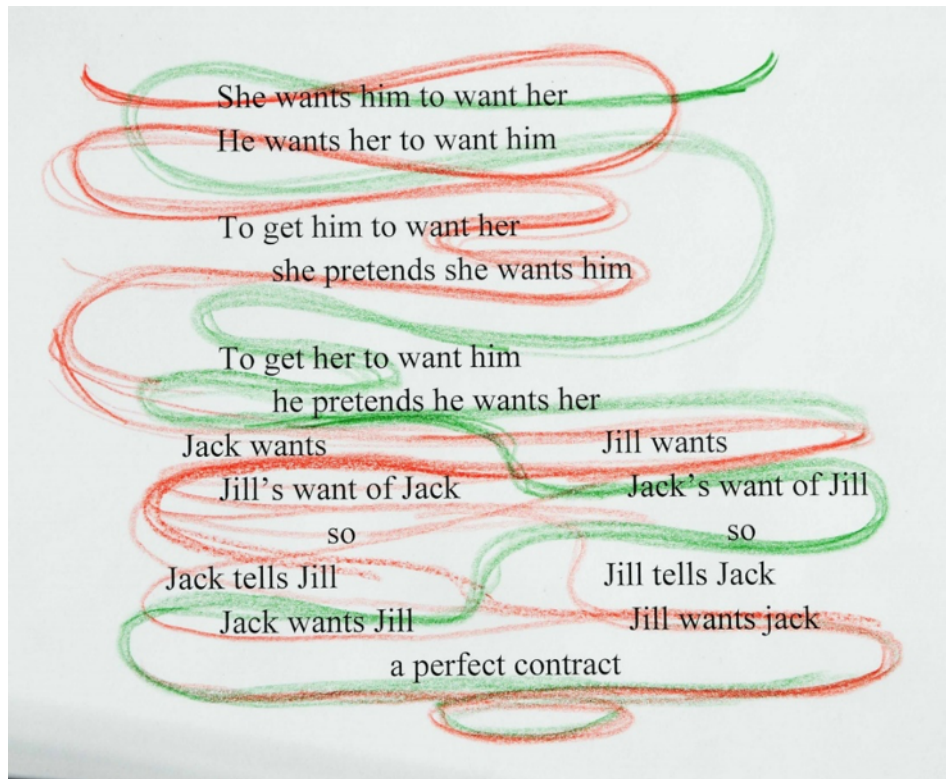 She wants him to want her
He wants her to want him
To get him to want her
she pretends she wants him
To get her to want him
he pretends he wants her
Jack wants
Jill's want of Jack
so
Jack tells Jill
Jack wants Jill
Jill wants
Jack's want of Jill
so
Jill tells Jack
Jill wants jack
a perfect contract